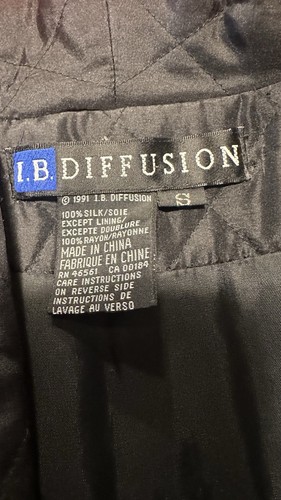 I.B. DIFFUSION
S
© 1991 I.B. DIFFUSION
100% SILK/SOIE
EXCEPT LINING/
EXCEPTE DOUBLURE
100% RAYON/RAYONNE
MADE IN CHINA
FABRIQUE EN CHINE
RN 46561 CA 00184
CARE INSTRUCTIONS
ON REVERSE SIDE
INSTRUCTIONS DE
LAVAGE AU VERSO